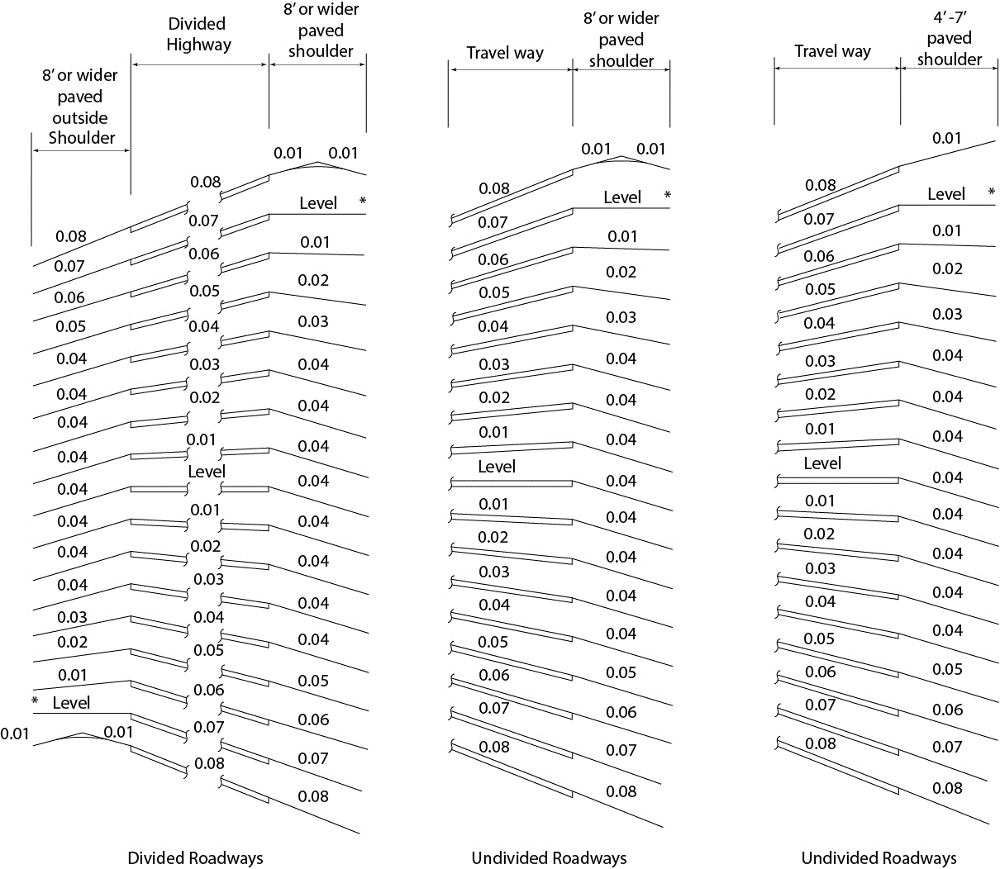 8’ or wider
paved
outside
Shoulder
Divided
Highway
8’ or wider
paved
shoulder
0.08 0.08 0.01 0.01
0.07 0.07 Level *
0.06 0.06 0.01
0.05 0.05 0.02
0.04 0.04 0.03
0.04 0.03 0.04
0.04 0.02 0.04
0.04 0.01 0.04
0.04 Level 0.04
0.04 0.01 0.04
0.04 0.02 0.04
0.04 0.03 0.04
0.03 0.04 0.04
0.02 0.05 0.05
0.01 0.06 0.06
* Level 0.07 0.07
0.01 0.01 0.08 0.08
Divided Roadways
Travel way
8’ or wider
paved
shoulder
0.08 0.01 0.01
0.07 Level *
0.06 0.01
0.05 0.02
0.04 0.03
0.03 0.04
0.02 0.04
0.01 0.04
Level 0.04
0.01 0.04
0.02 0.04
0.03 0.04
0.04 0.04
0.05 0.05
0.06 0.06
0.07 0.07
0.08 0.08
Undivided Roadways
Travel way
4’-7’
paved
shoulder
0.08 0.01
0.07 Level *
0.06 0.01
0.05 0.02
0.04 0.03
0.03 0.04
0.02 0.04
0.01 0.04
Level 0.04
0.01 0.04
0.02 0.04
0.03 0.04
0.04 0.04
0.05 0.05
0.06 0.06
0.07 0.07
0.08 0.08
Undivided Roadways